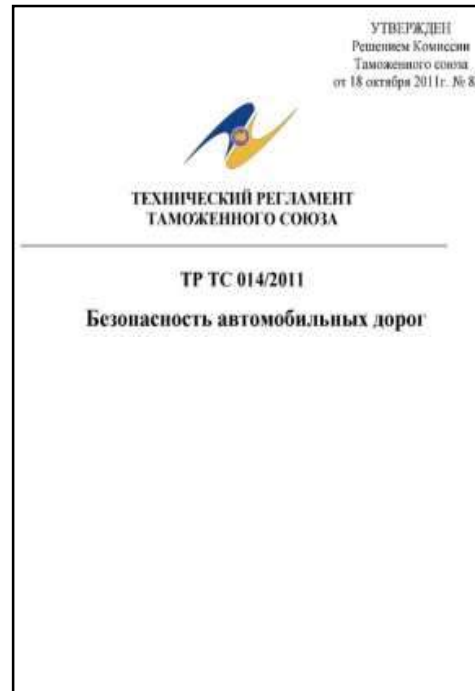 УТВЕРЖДЕН
Решением Комиссии
Таможенного союза
от 18 октября 2011г. № 8
ТЕХНИЧЕСКИЙ РЕГЛАМЕНТ
ТАМОЖЕННОГО СОЮЗА
ТР ТС 014/2011
Безопасность автомобильных дорог